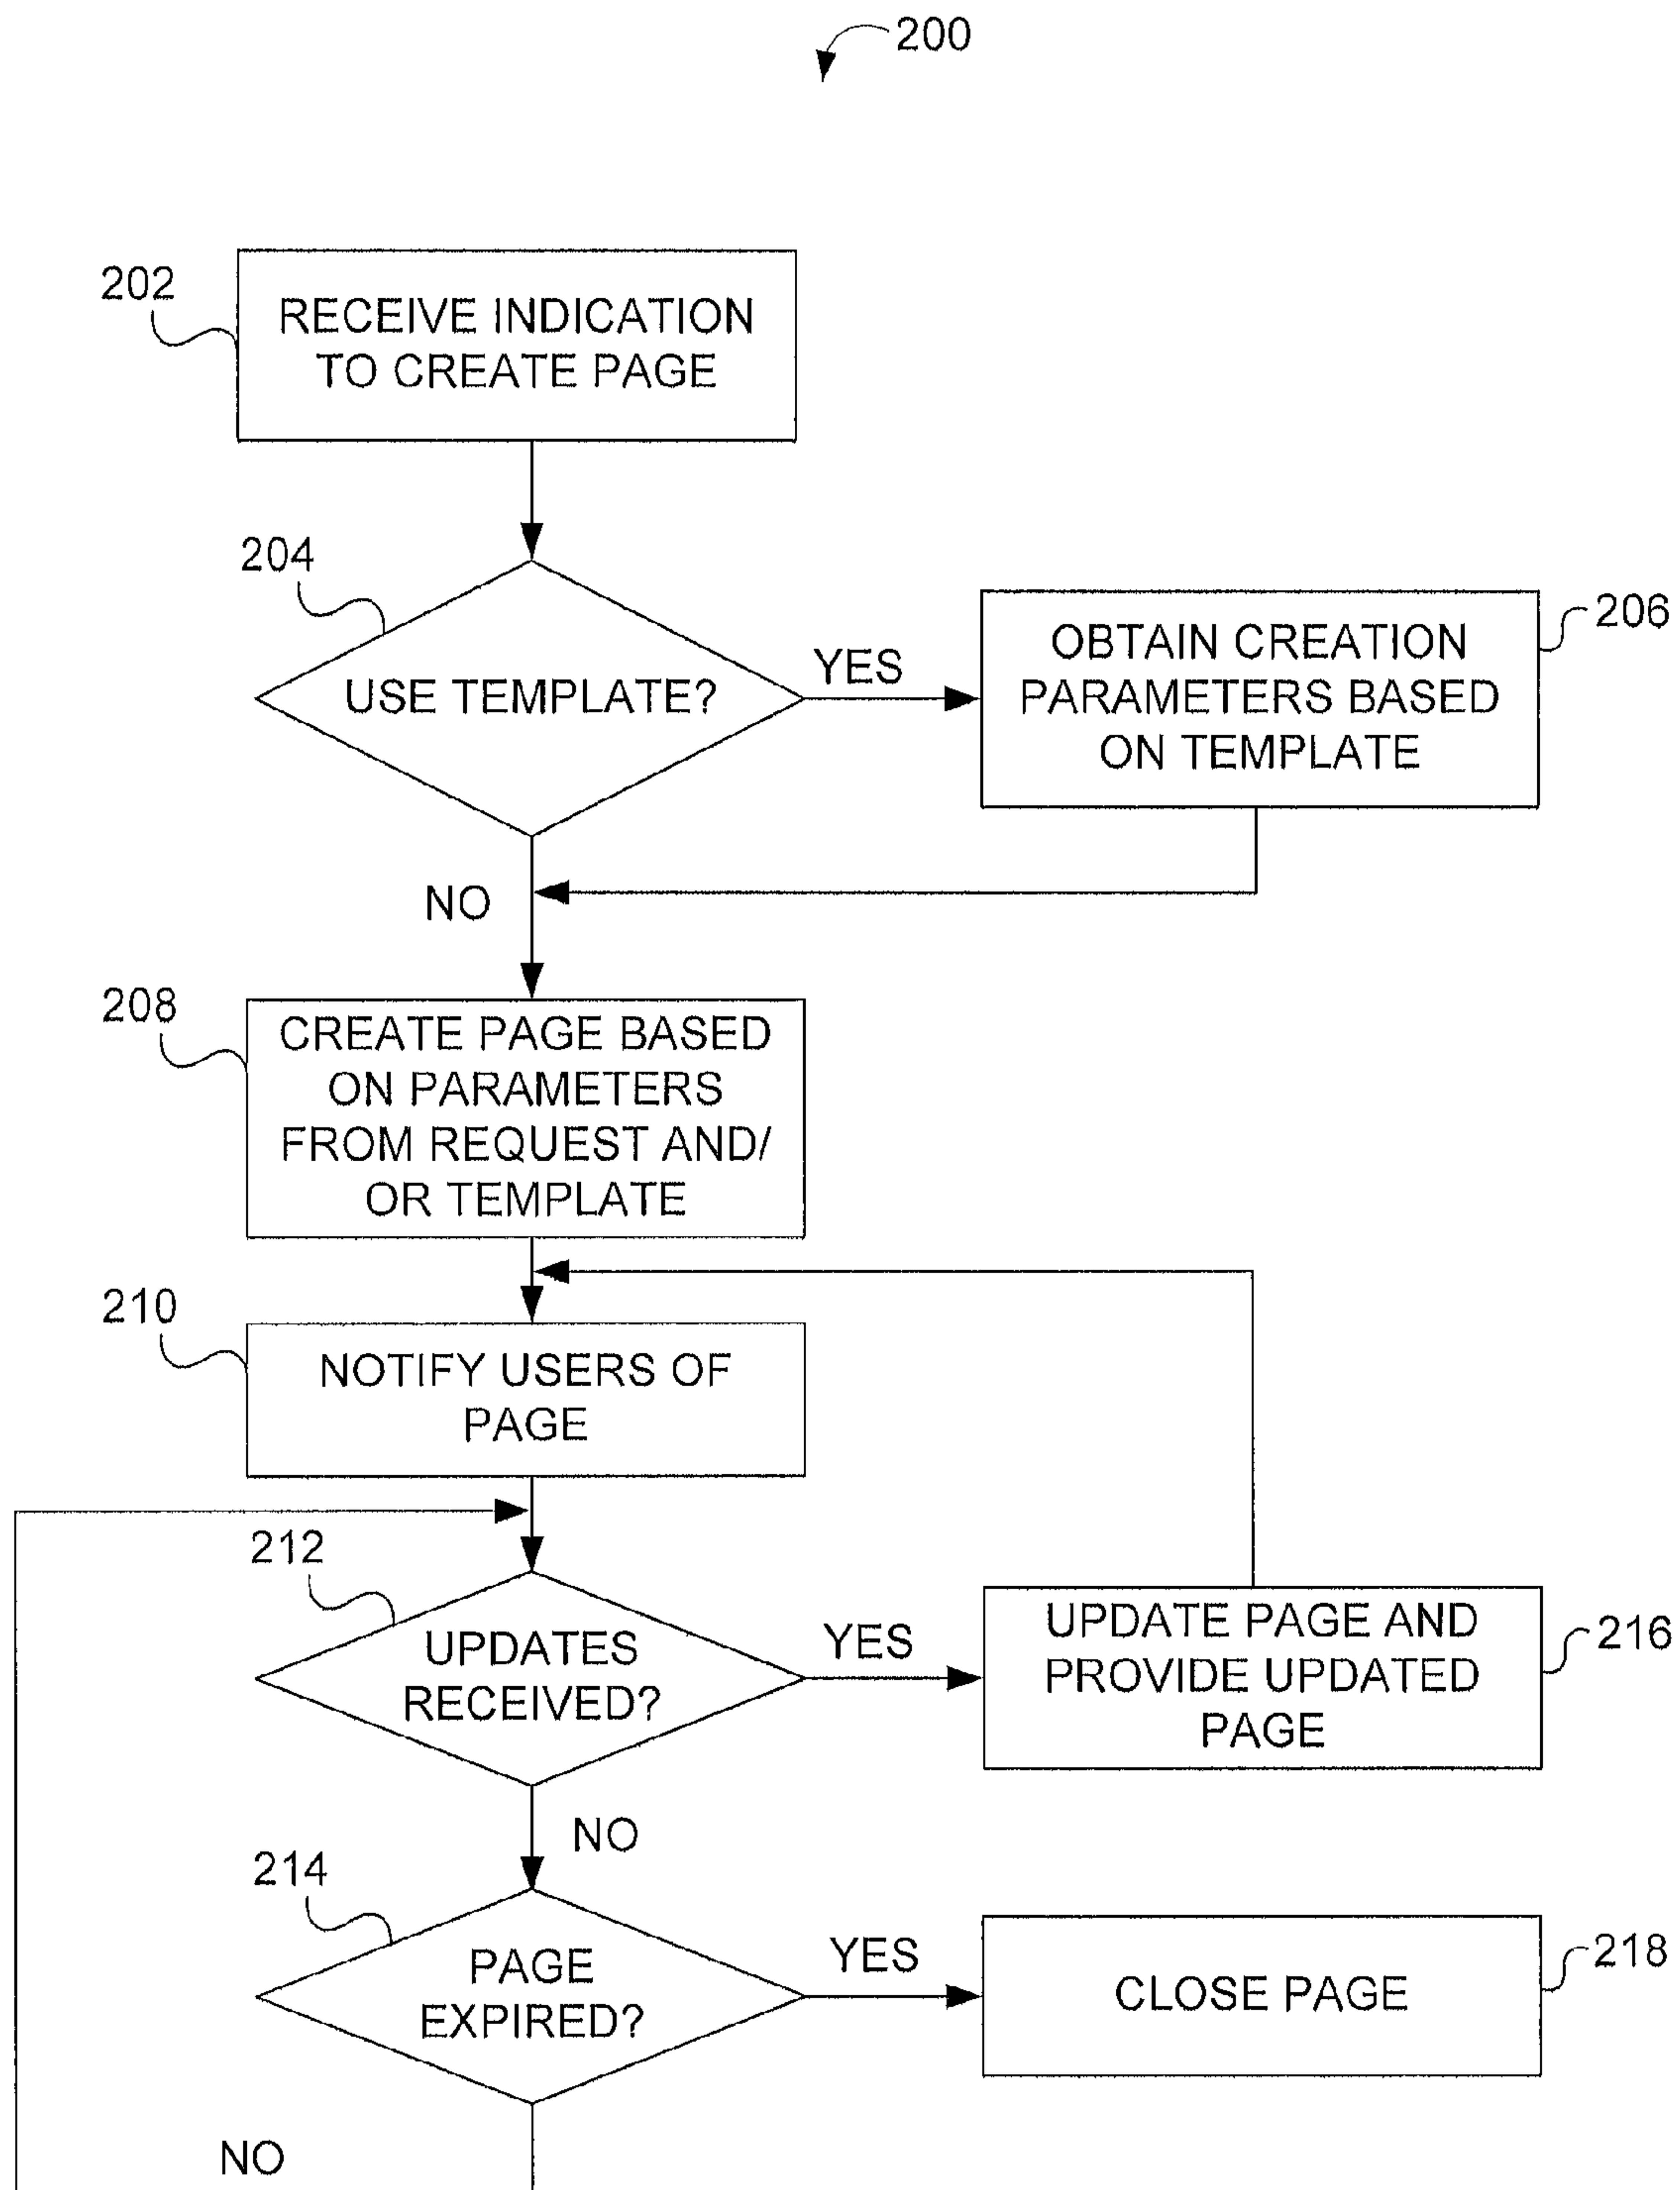 200
202
RECEIVE INDICATION
TO CREATE PAGE
204
USE TEMPLATE?
YES
206
OBTAIN CREATION
PARAMETERS BASED
ON TEMPLATE
NO
208
CREATE PAGE BASED
ON PARAMETERS
FROM REQUEST AND/
OR TEMPLATE
210
NOTIFY USERS OF
PAGE
212
UPDATES
RECEIVED?
YES
216
UPDATE PAGE AND
PROVIDE UPDATED
PAGE
NO
214
PAGE
EXPIRED?
YES
218
CLOSE PAGE
NO